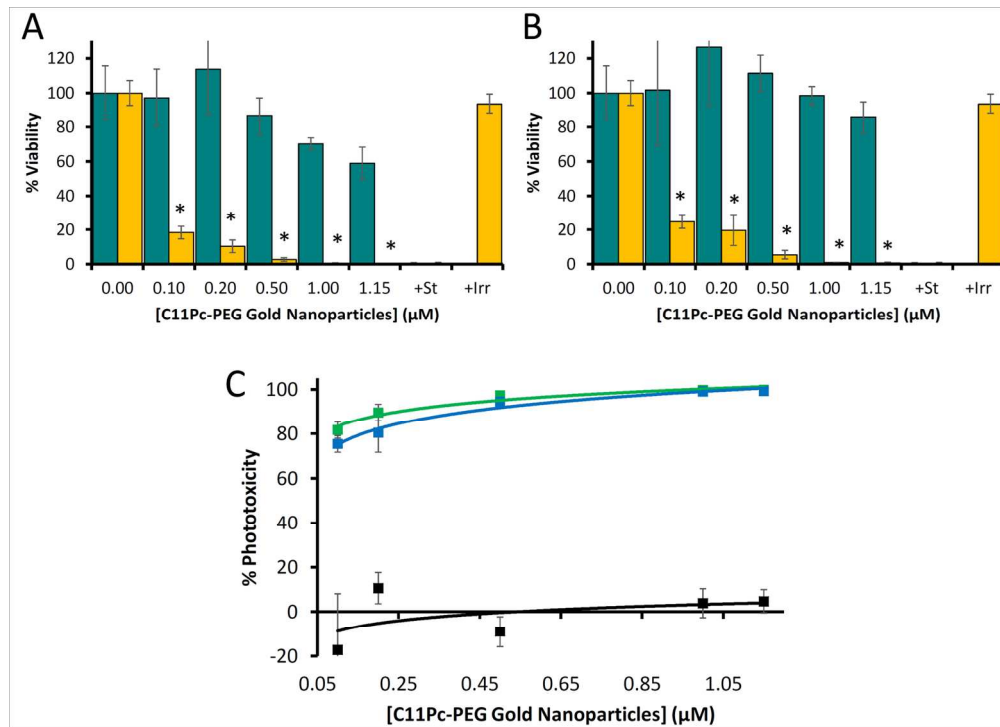 A
B
120
100
80
60
40
20
0
% Viability
* * * * *
0.00 0.10 0.20 0.50 1.00 1.15 +St +Irr
[C11Pc-PEG Gold Nanoparticles] (µM)
120
100
80
60
40
20
0
% Viability
* * * * *
0.00 0.10 0.20 0.50 1.00 1.15 +St +Irr
[C11Pc-PEG Gold Nanoparticles] (µM)
C
100
80
60
40
20
0
-20
% Phototoxicity
0.05 0.25 0.45 0.65 0.85 1.05
[C11Pc-PEG Gold Nanoparticles] (µM)